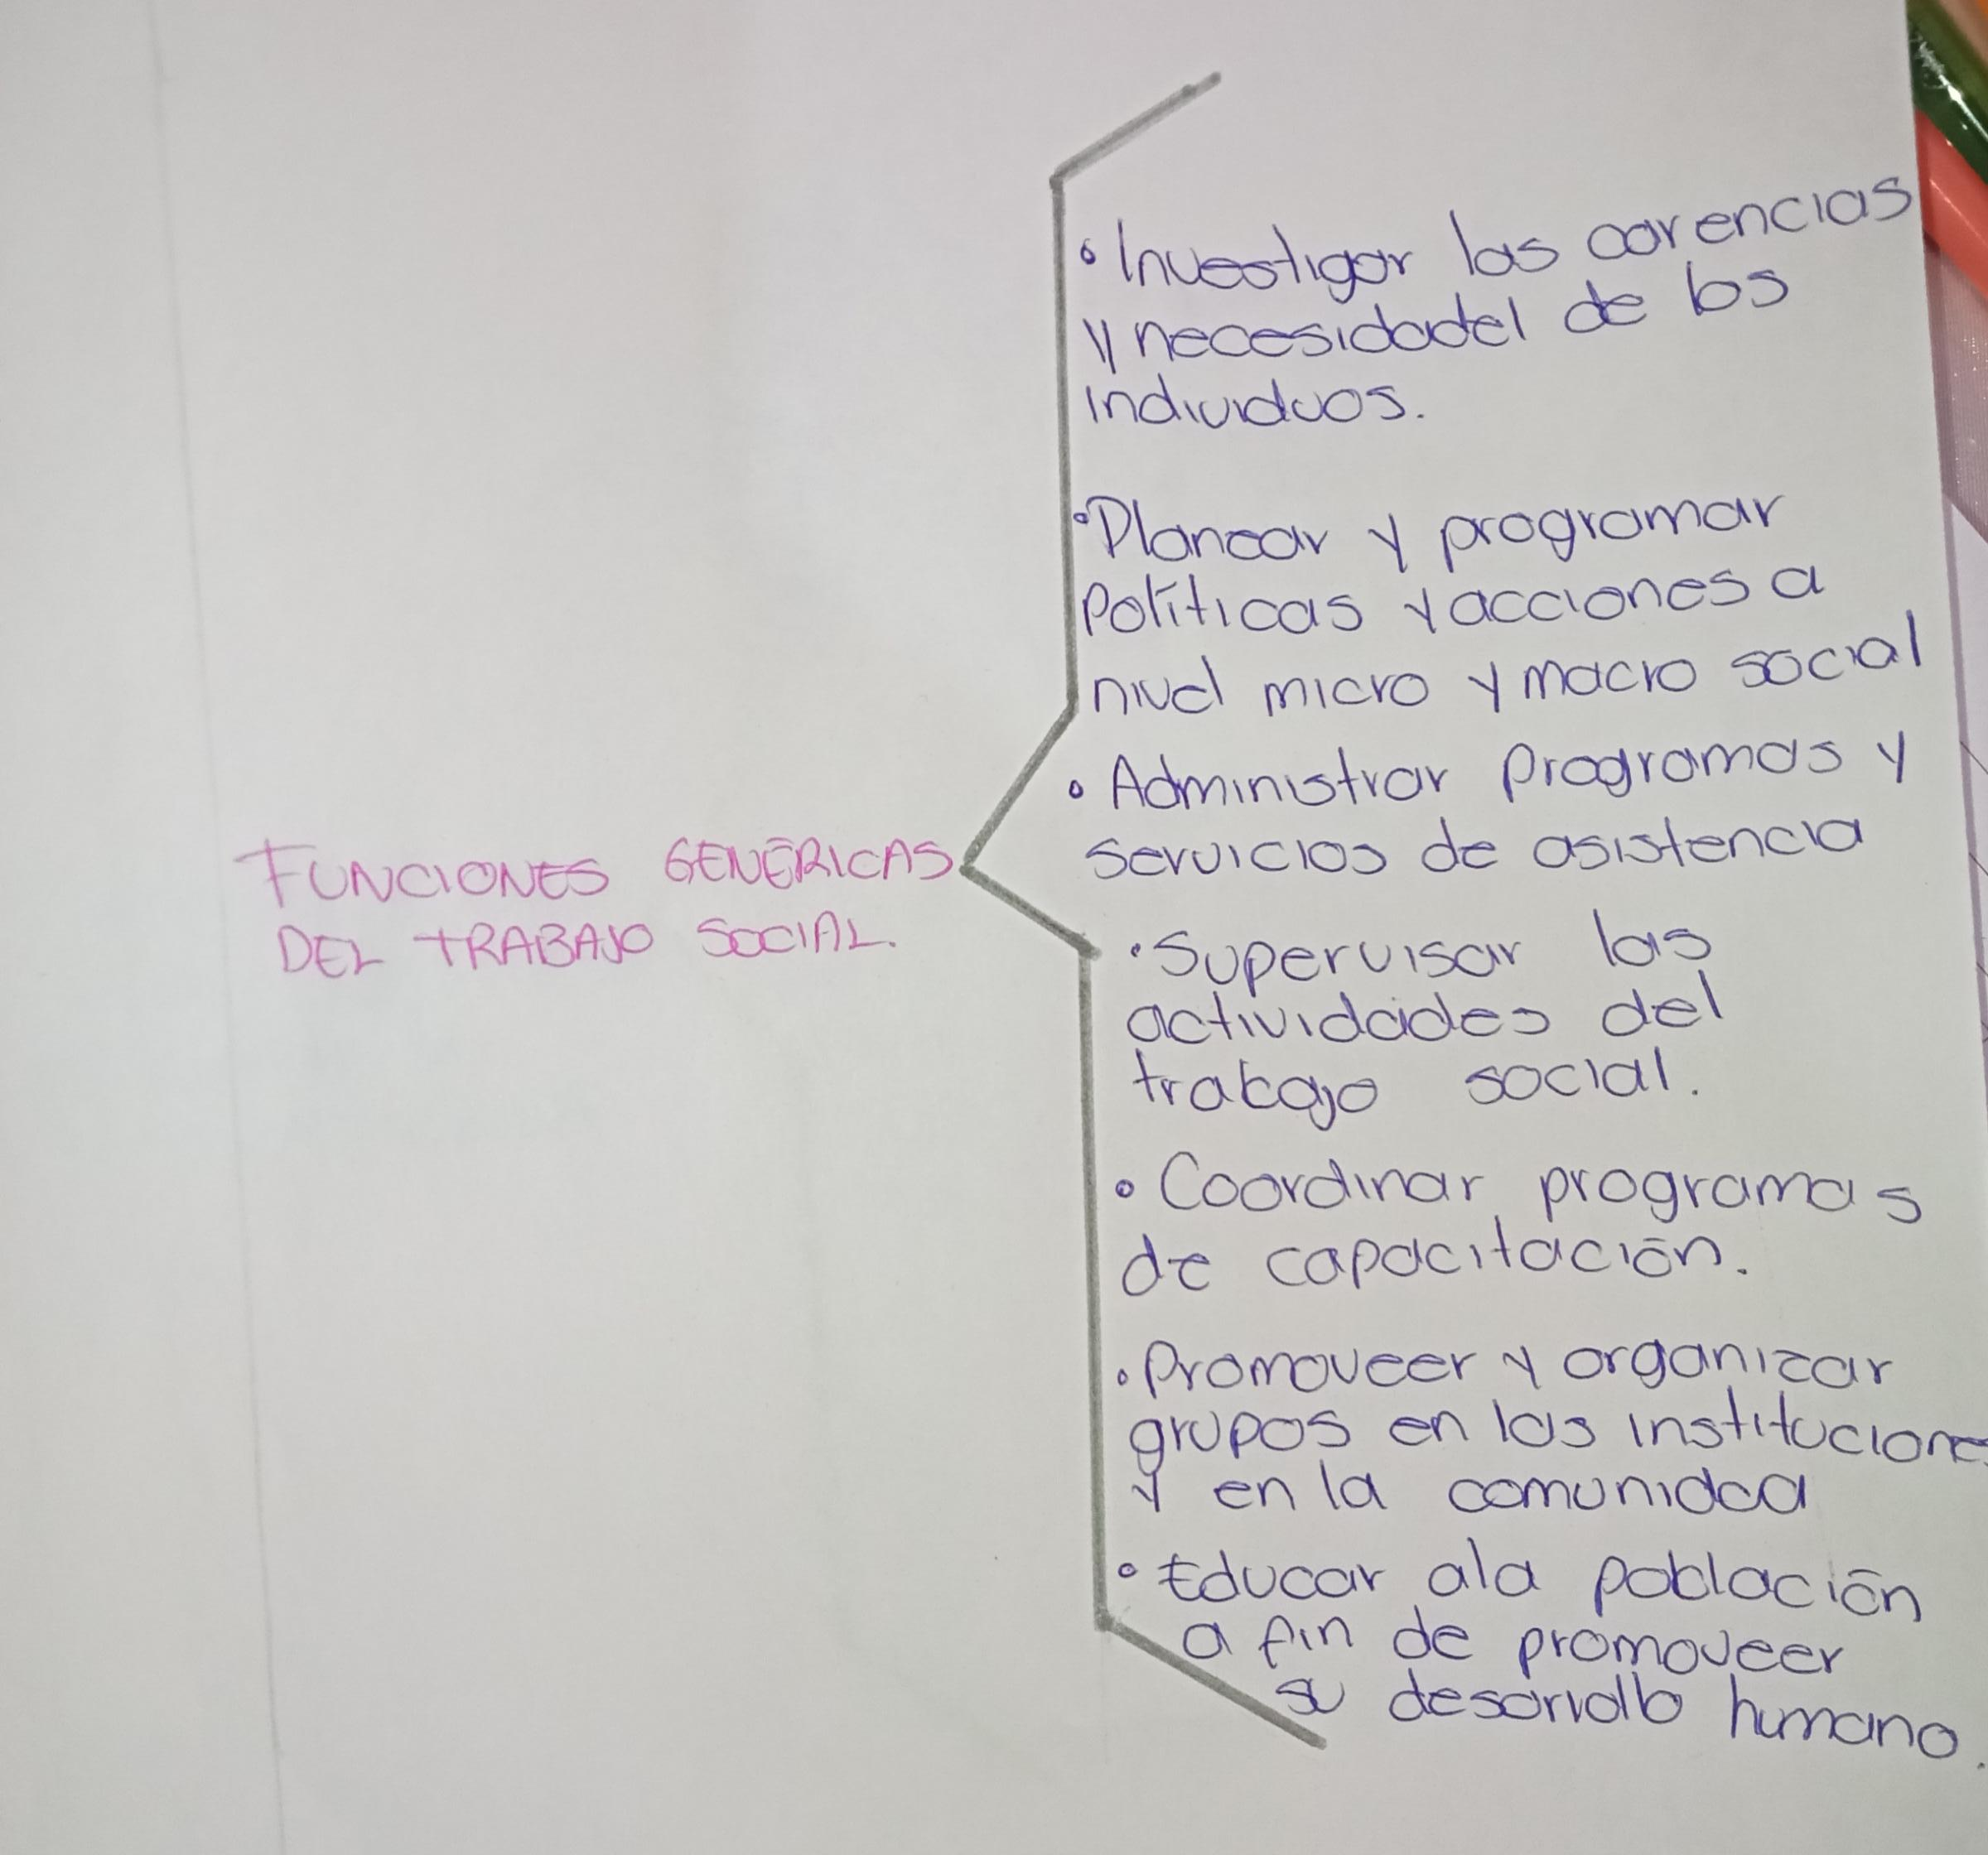 FUNCIONES GENÉRICAS
DEL TRABAJO SOCIAL.
• Investigar las carencias
y necesidadel de los
individuos.
• Planear y programar
Políticas y acciones a
nivel micro y macro social
• Administrar Programas y
servicios de asistencia
• Supervisar las
actividades del
trabajo social.
• Coordinar programas
de capacitación.
• Promoveer y organizar
grupos en las institucione
y en la comunidad
• Educar ala población
a fin de promoveer
su desarrollo humano.